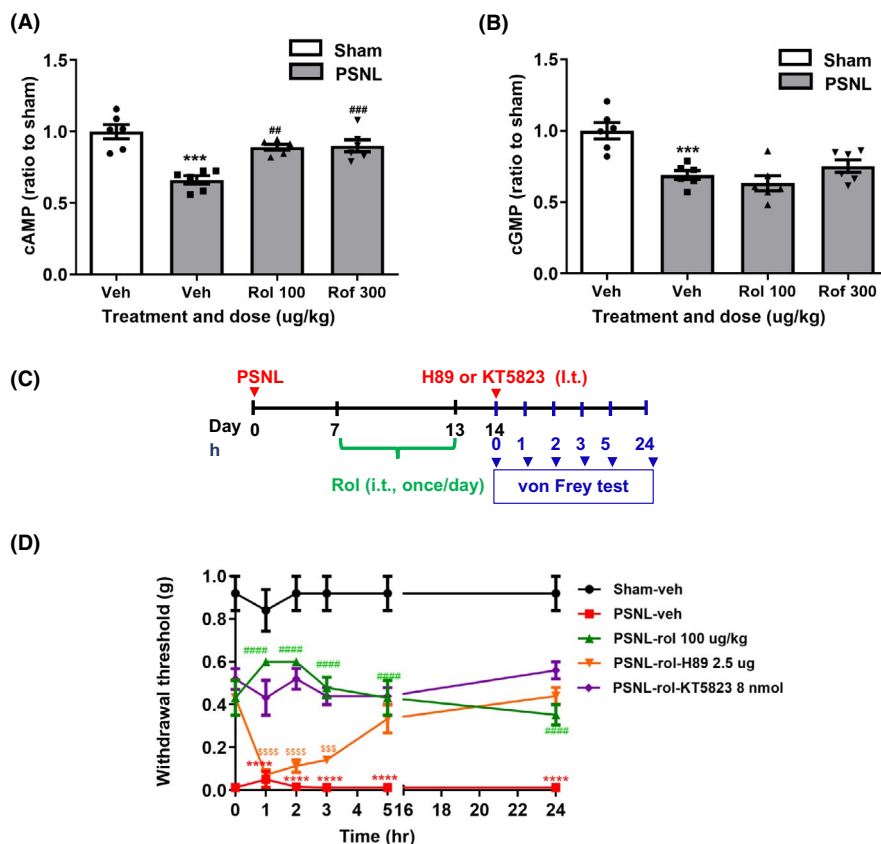 (A)
Sham
PSNL
cAMP (ratio to sham)
1.5
1.0
0.5
0.0
***
##
###
Veh Veh Rol 100 Rof 300
Treatment and dose (ug/kg)
(B)
Sham
PSNL
cGMP (ratio to sham)
1.5
1.0
0.5
0.0
***
Veh Veh Rol 100 Rof 300
Treatment and dose (ug/kg)
(C)
PSNL H89 or KT5823 (I.t.)
Day 0 7 13 14
h 0 1 2 3 5 24
Rol (i.t., once/day) von Frey test
(D)
Withdrawal threshold (g)
1.0
0.8
0.6
0.4
0.2
0.0
#### #### #### #### ####
$$$$ $$$$ $$$
**** **** **** **** ****
0 1 2 3 4 5 16 18 20 22 24
Time (hr)
Sham-veh
PSNL-veh
PSNL-rol 100 ug/kg
PSNL-rol-H89 2.5 ug
PSNL-rol-KT5823 8 nmol